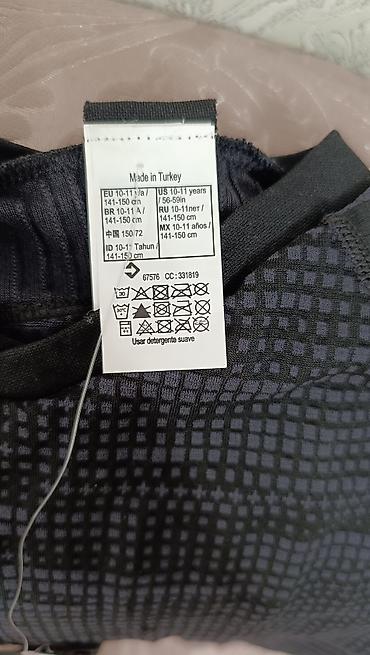 Made in Turkey
EU 10-11 y/a /
141-150 cm
BR 10-11 A /
141-150 cm
中国 150/72
ID 10-11 Tahun /
141-150 cm
US 10-11 years
/ 56-59in
RU 10-11лет /
141-150 cm
MX 10-11 años /
141-150 cm
67576 CC:331819
30
Usar detergente suave